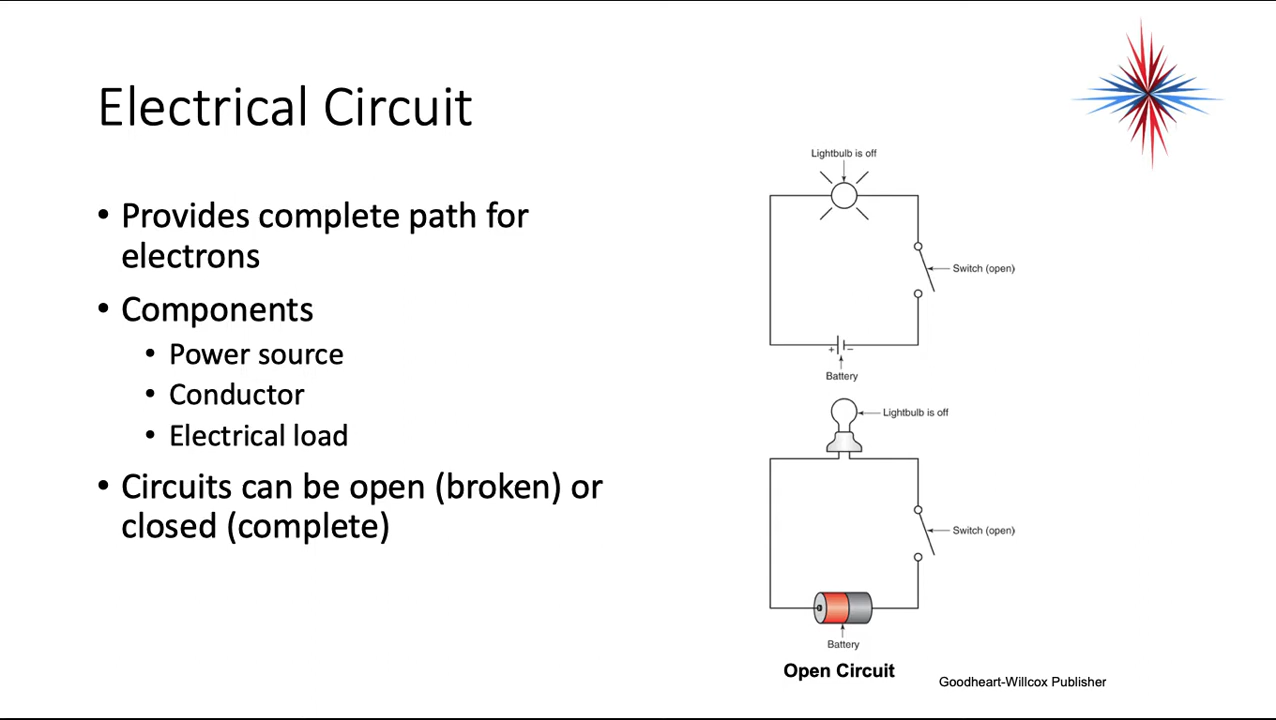 Electrical Circuit
• Provides complete path for
electrons
• Components
• Power source
• Conductor
• Electrical load
• Circuits can be open (broken) or
closed (complete)
Lightbulb is off
Switch (open)
+ −
Battery
Lightbulb is off
Switch (open)
Battery
Open Circuit
Goodheart-Willcox Publisher